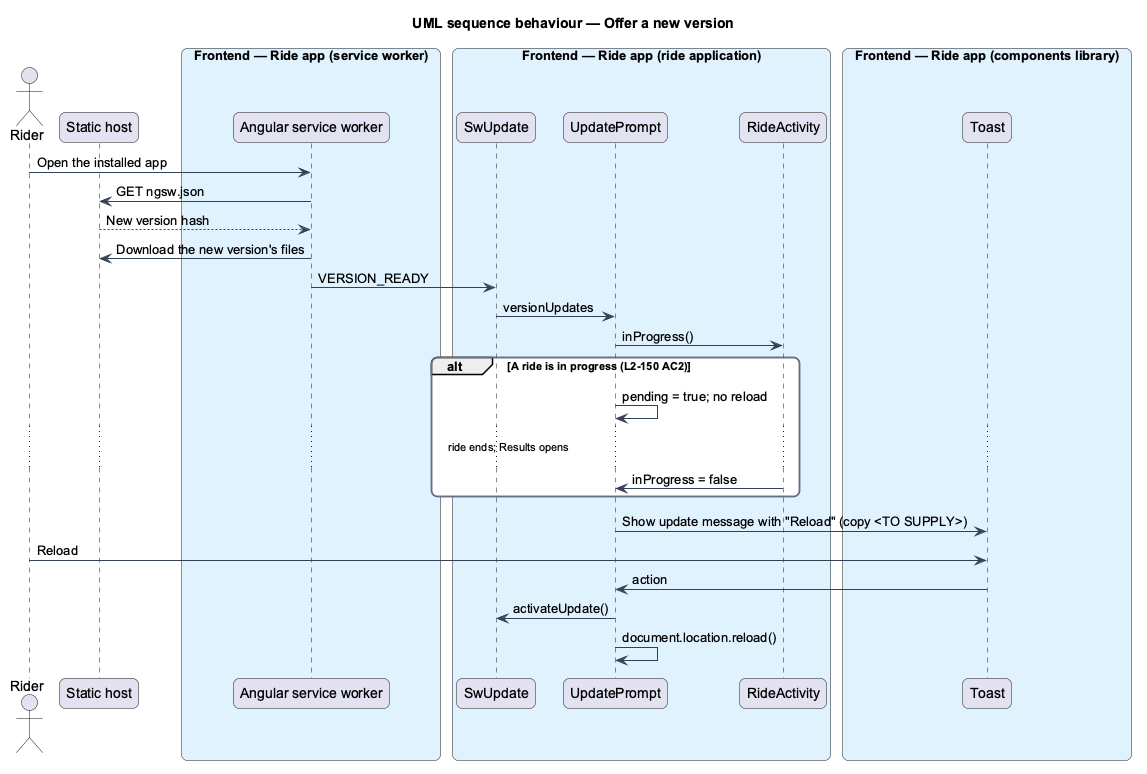 UML sequence behaviour — Offer a new version
Frontend — Ride app (service worker)
Frontend — Ride app (ride application)
Frontend — Ride app (components library)
Rider
Static host
Angular service worker
SwUpdate
UpdatePrompt
RideActivity
Toast
Open the installed app
GET ngsw.json
New version hash
Download the new version's files
VERSION_READY
versionUpdates
inProgress()
alt
[A ride is in progress (L2-150 AC2)]
pending = true; no reload
ride ends; Results opens
inProgress = false
Show update message with "Reload" (copy <TO SUPPLY>)
Reload
action
activateUpdate()
document.location.reload()
Rider
Static host
Angular service worker
SwUpdate
UpdatePrompt
RideActivity
Toast